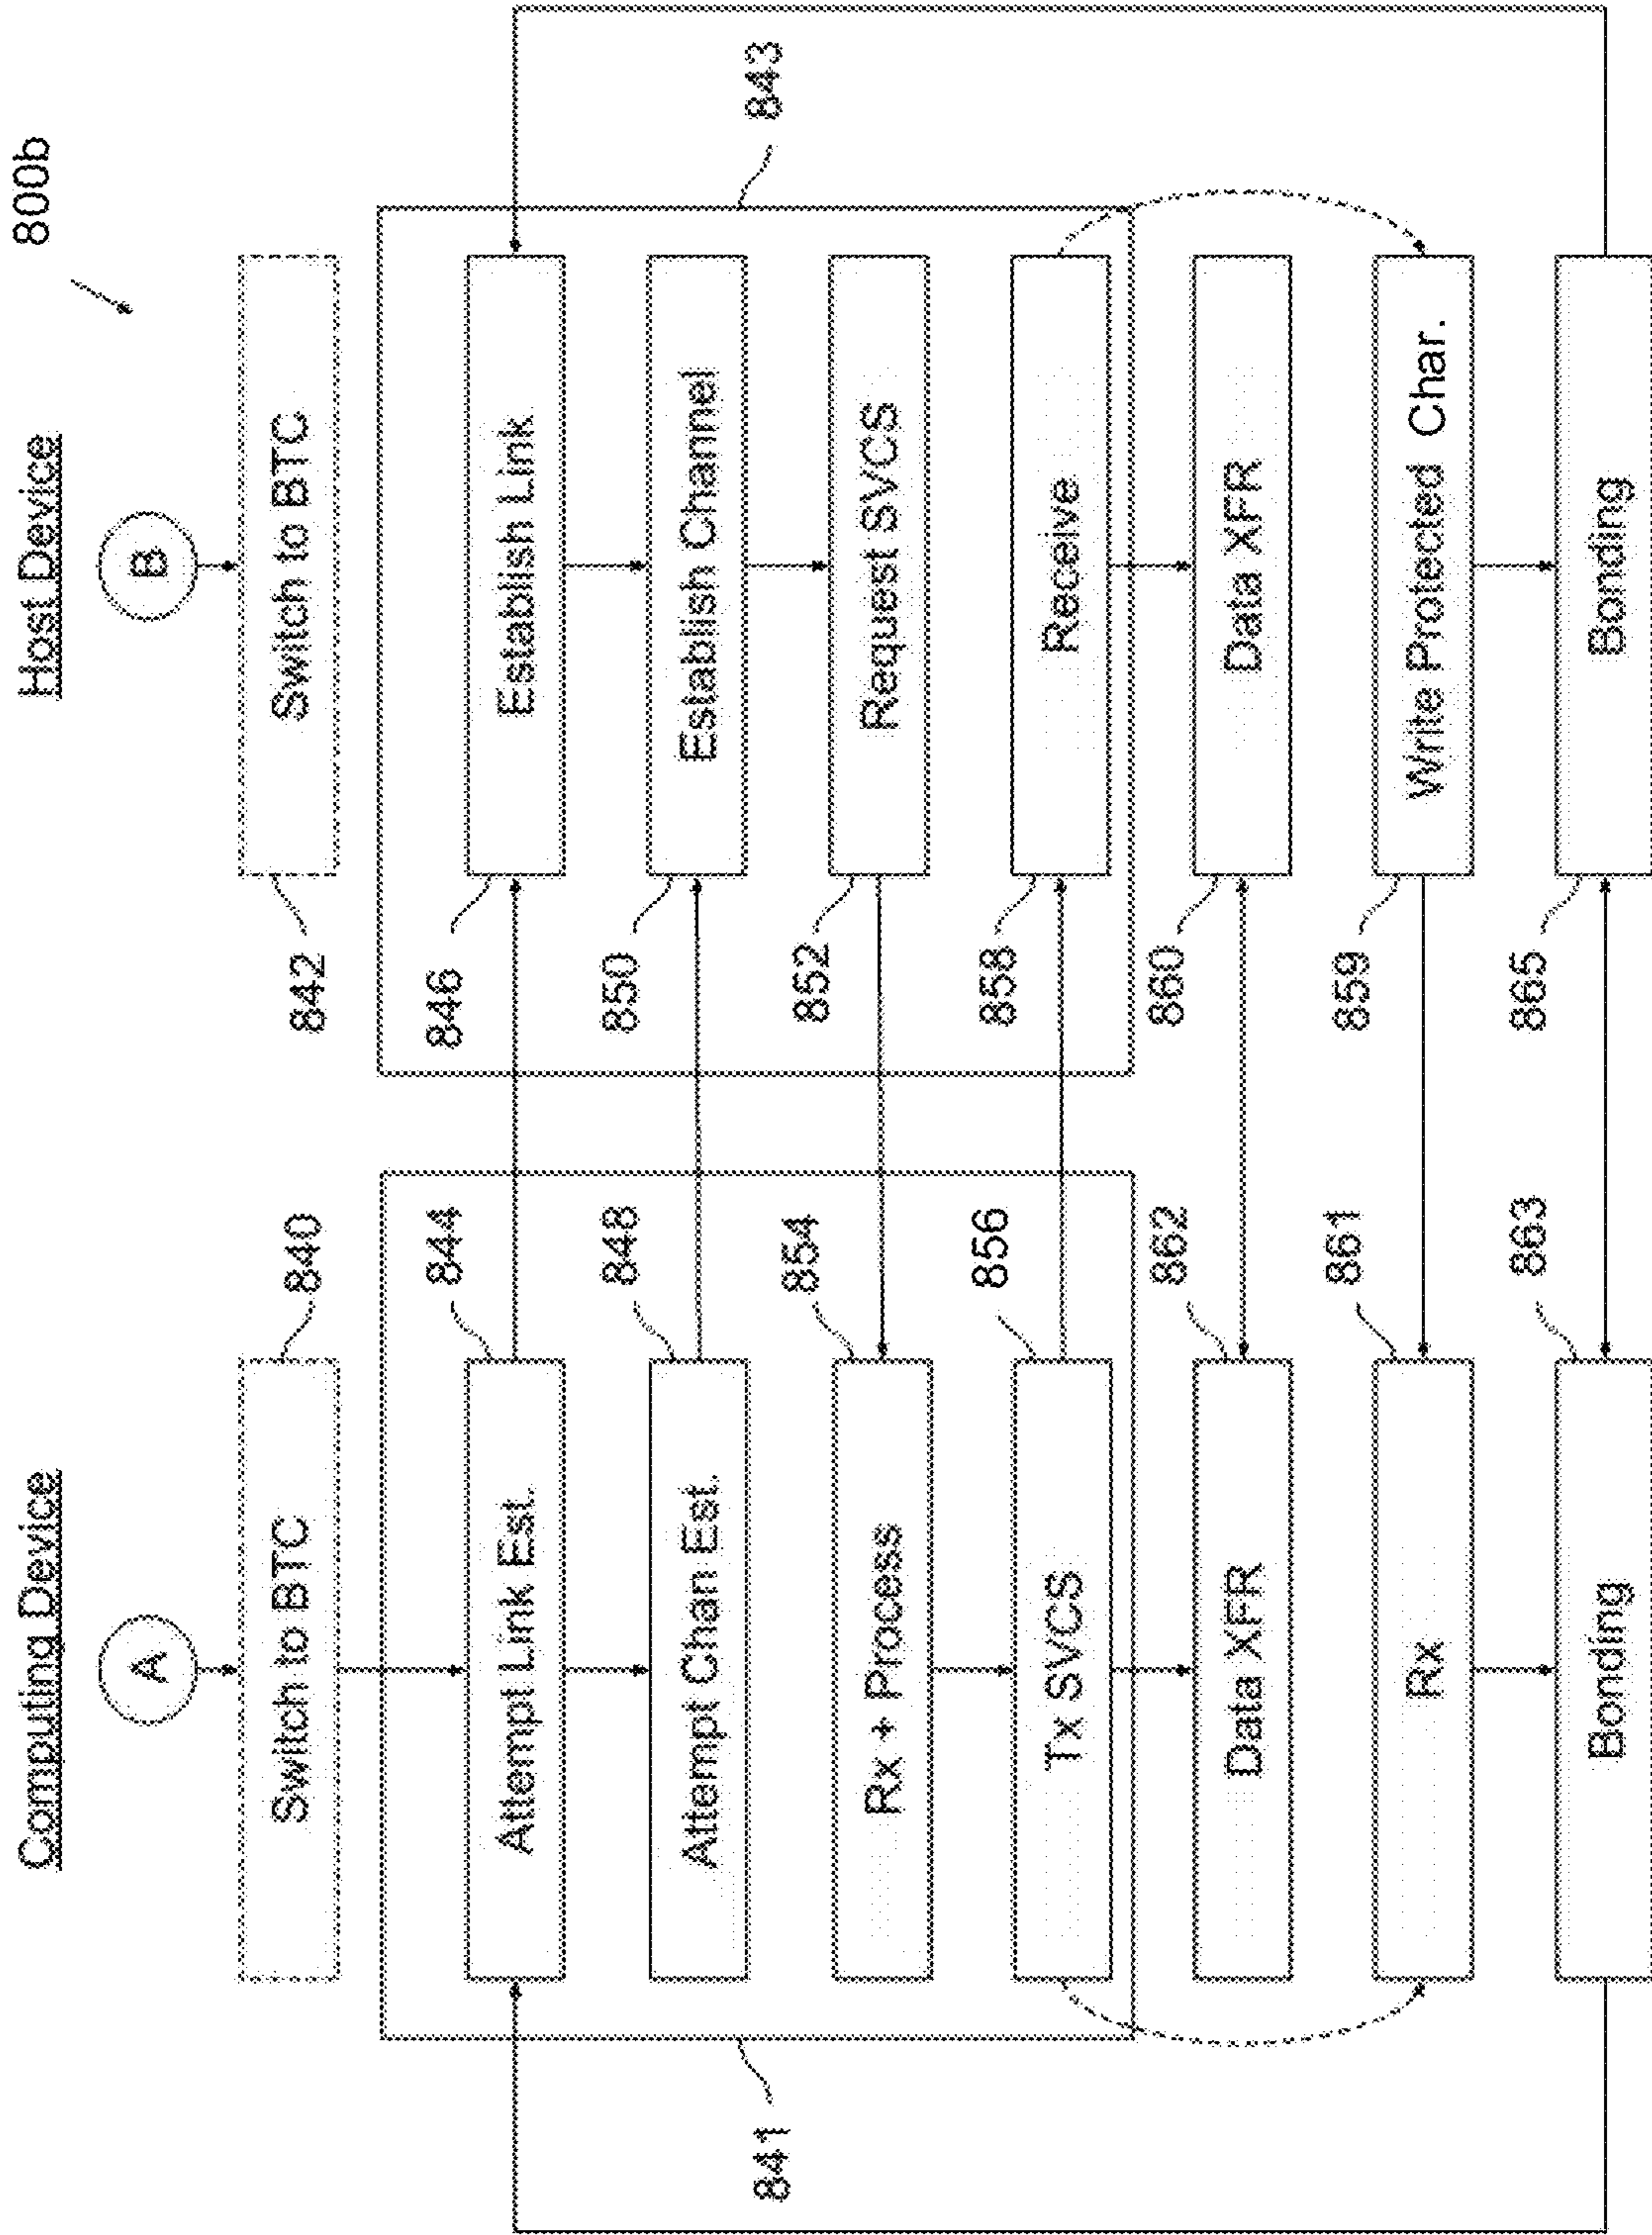 800b
Computing Device
Host Device
A
B
Switch to BTC
840
Switch to BTC
842
841
843
Attempt Link Est.
844
Establish Link
846
Attempt Chan Est.
848
Establish Channel
850
Rx + Process
854
Request SVCS
852
Tx SVCS
856
Receive
858
Data XFR
862
Data XFR
860
Rx
861
Write Protected Char.
859
Bonding
863
Bonding
865